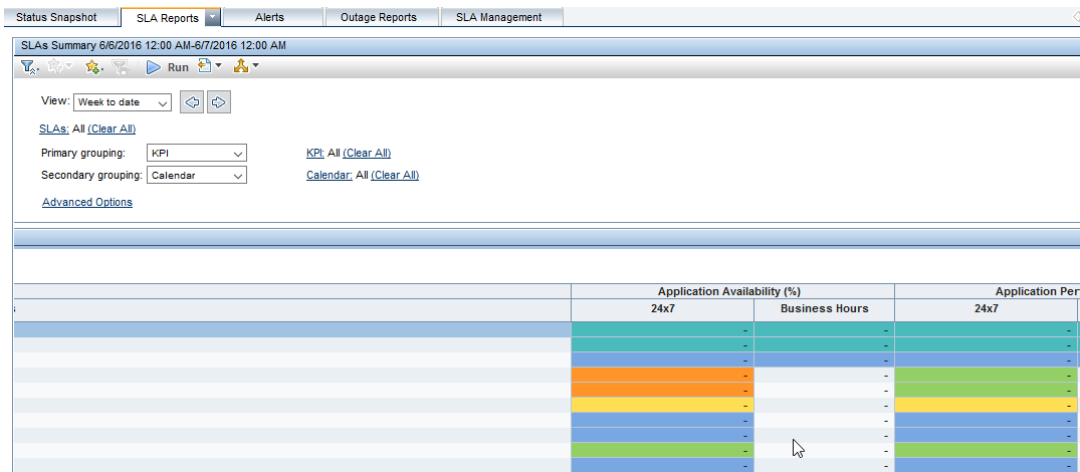 Status Snapshot SLA Reports Alerts Outage Reports SLA Management
SLAs Summary 6/6/2016 12:00 AM-6/7/2016 12:00 AM
Run
View: Week to date
SLAs: All (Clear All)
Primary grouping: KPI KPI: All (Clear All)
Secondary grouping: Calendar Calendar: All (Clear All)
Advanced Options
Application Availability (%) Application Per
s 24x7 Business Hours 24x7
- - -
- - -
- - -
- - -
- - -
- - -
- - -
- - -
- - -
- - -